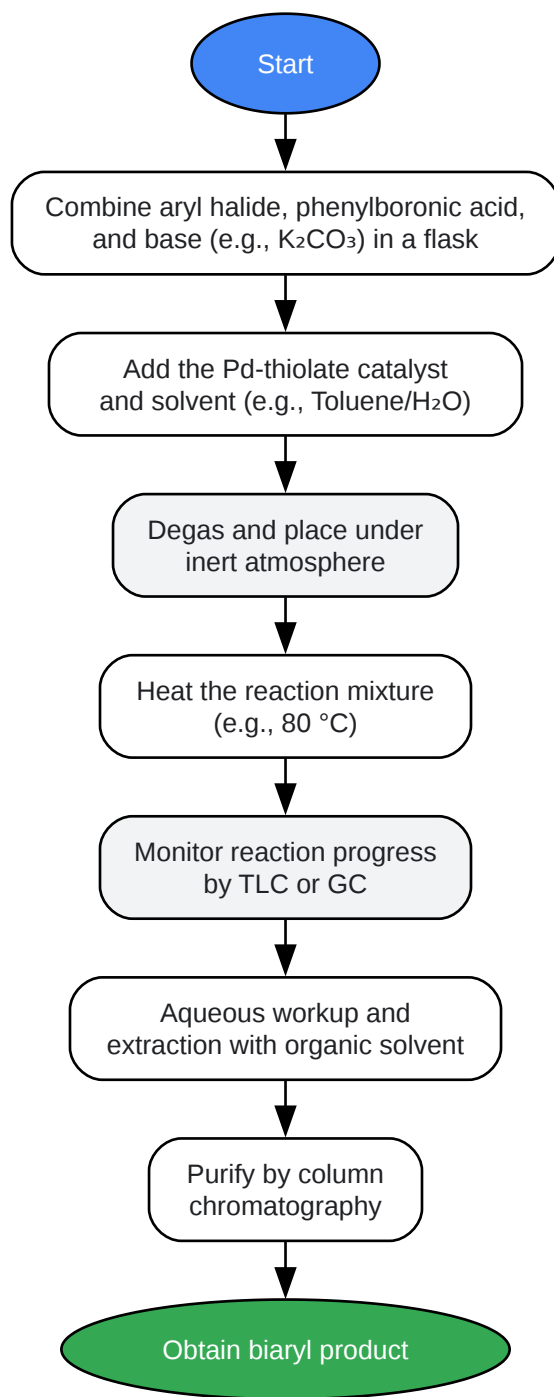 Start
Combine aryl halide, phenylboronic acid,
and base (e.g., K₂CO₃) in a flask
Add the Pd-thiolate catalyst
and solvent (e.g., Toluene/H₂O)
Degas and place under
inert atmosphere
Heat the reaction mixture
(e.g., 80 °C)
Monitor reaction progress
by TLC or GC
Aqueous workup and
extraction with organic solvent
Purify by column
chromatography
Obtain biaryl product